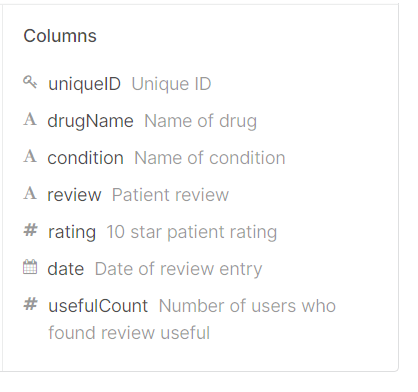 Columns
uniqueID Unique ID
A drugName Name of drug
A condition Name of condition
A review Patient review
# rating 10 star patient rating
date Date of review entry
# usefulCount Number of users who
found review useful